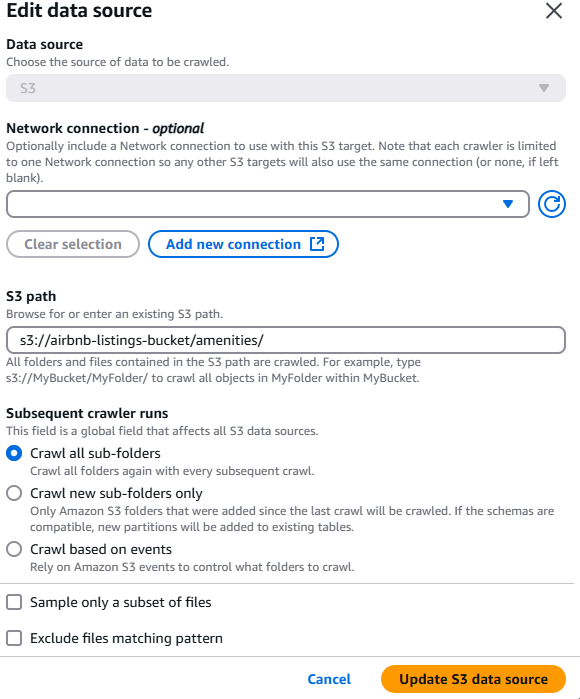 Edit data source
Data source
Choose the source of data to be crawled.
S3
Network connection - optional
Optionally include a Network connection to use with this S3 target. Note that each crawler is limited
to one Network connection so any other S3 targets will also use the same connection (or none, if left
blank).
Clear selection
Add new connection
S3 path
Browse for or enter an existing S3 path.
s3://airbnb-listings-bucket/amenities/
All folders and files contained in the S3 path are crawled. For example, type
s3://MyBucket/MyFolder/ to crawl all objects in MyFolder within MyBucket.
Subsequent crawler runs
This field is a global field that affects all S3 data sources.
Crawl all sub-folders
Crawl all folders again with every subsequent crawl.
Crawl new sub-folders only
Only Amazon S3 folders that were added since the last crawl will be crawled. If the schemas are
compatible, new partitions will be added to existing tables.
Crawl based on events
Rely on Amazon S3 events to control what folders to crawl.
Sample only a subset of files
Exclude files matching pattern
Cancel
Update S3 data source